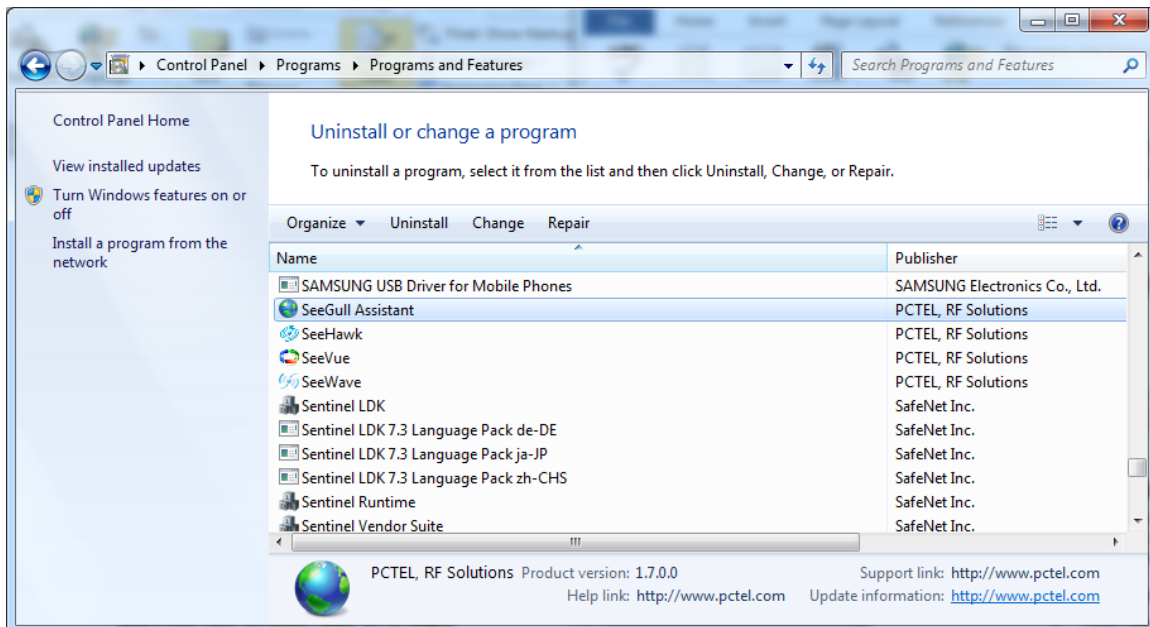 Control Panel Programs Programs and Features
Search Programs and Features
Control Panel Home
View installed updates
Turn Windows features on or
off
Install a program from the
network
Uninstall or change a program
To uninstall a program, select it from the list and then click Uninstall, Change, or Repair.
Organize Uninstall Change Repair
Name Publisher
SAMSUNG USB Driver for Mobile Phones SAMSUNG Electronics Co., Ltd.
SeeGull Assistant PCTEL, RF Solutions
SeeHawk PCTEL, RF Solutions
SeeVue PCTEL, RF Solutions
SeeWave PCTEL, RF Solutions
Sentinel LDK SafeNet Inc.
Sentinel LDK 7.3 Language Pack de-DE SafeNet Inc.
Sentinel LDK 7.3 Language Pack ja-JP SafeNet Inc.
Sentinel LDK 7.3 Language Pack zh-CHS SafeNet Inc.
Sentinel Runtime SafeNet Inc.
Sentinel Vendor Suite SafeNet Inc.
PCTEL, RF Solutions Product version: 1.7.0.0 Support link: http://www.pctel.com
Help link: http://www.pctel.com Update information: http://www.pctel.com